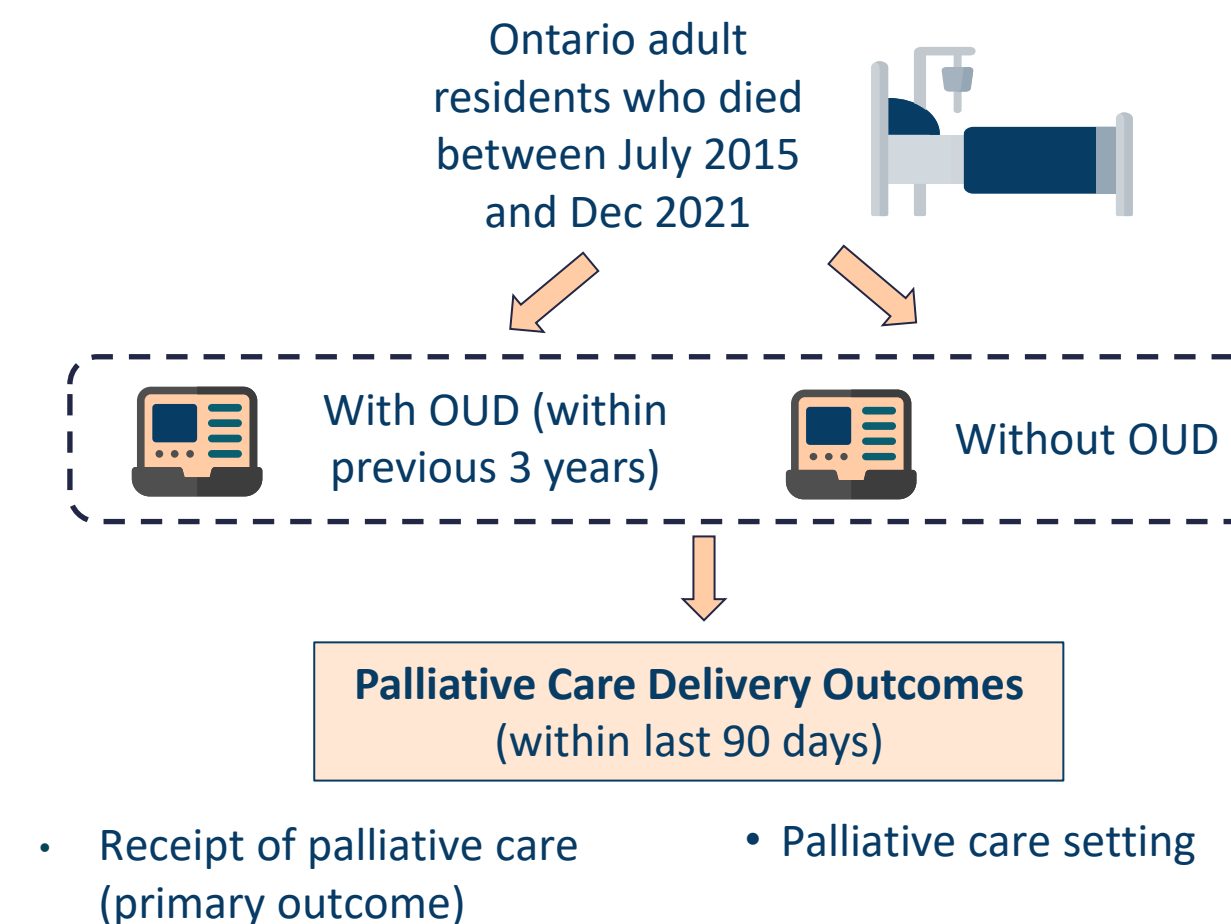 Ontario adult
residents who died
between July 2015
and Dec 2021
With OUD (within
previous 3 years)
Without OUD
Palliative Care Delivery Outcomes
(within last 90 days)
• Receipt of palliative care
(primary outcome)
• Palliative care setting